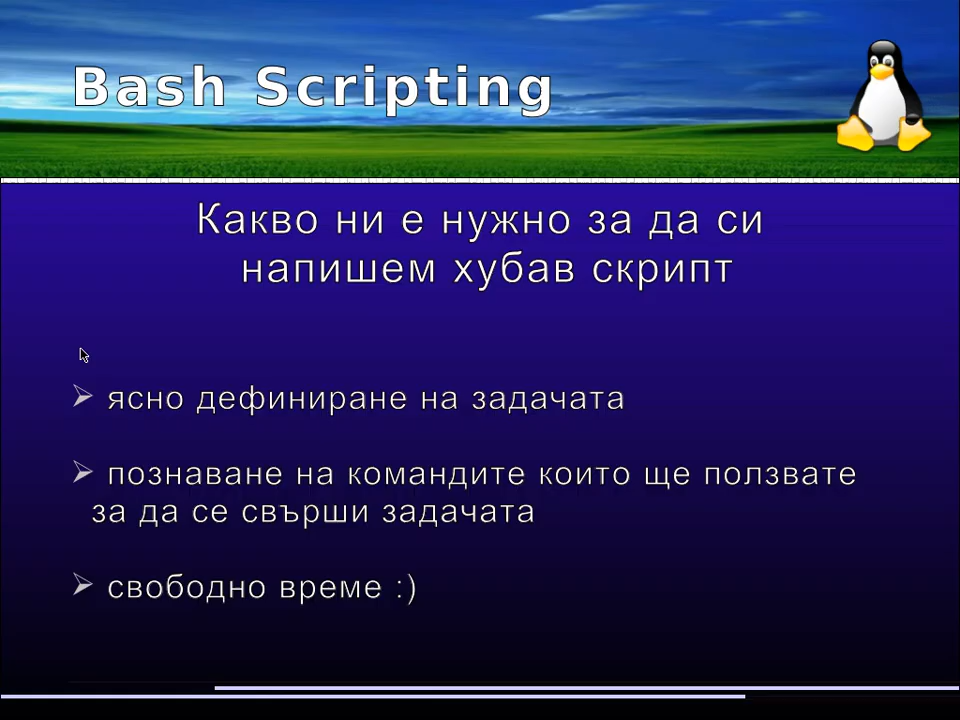 Bash Scripting
Какво ни е нужно за да си
напишем хубав скрипт
ясно дефиниране на задачата
познаване на командите които ще ползвате
за да се свърши задачата
свободно време :)